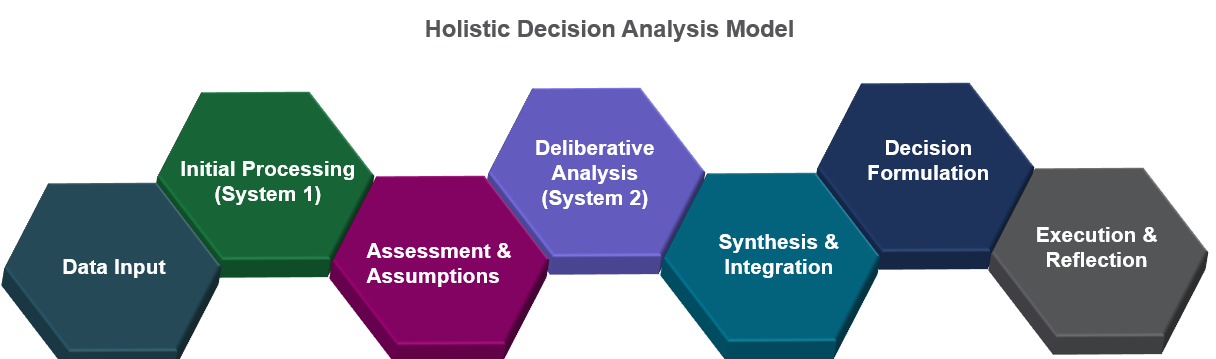 Holistic Decision Analysis Model
Data Input
Initial Processing
(System 1)
Assessment &
Assumptions
Deliberative
Analysis
(System 2)
Synthesis &
Integration
Decision
Formulation
Execution &
Reflection